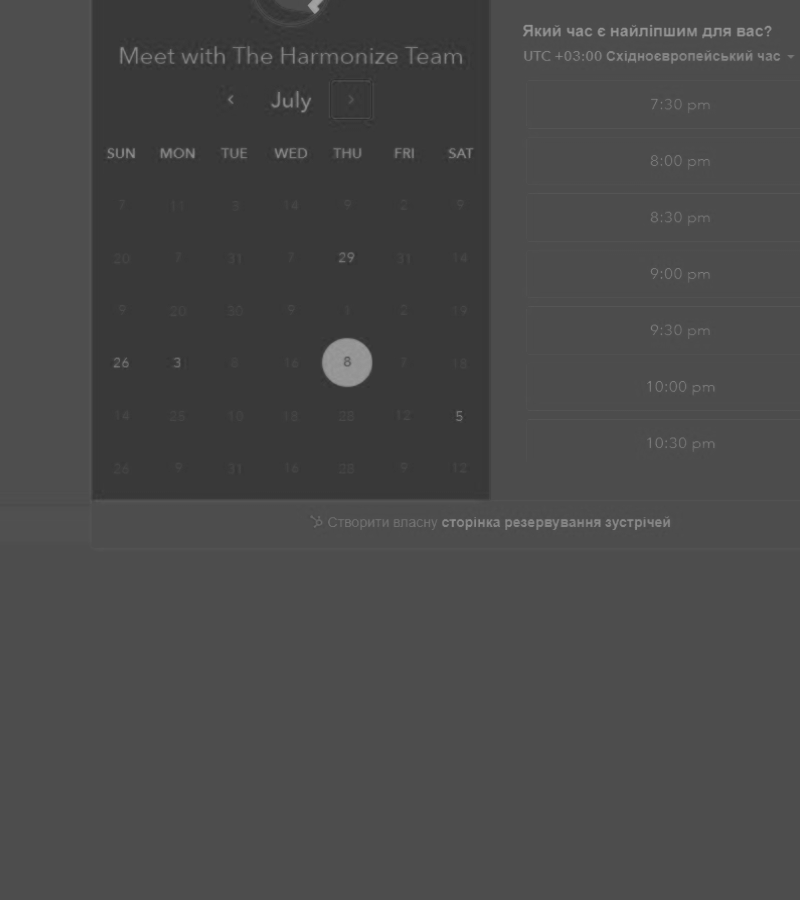 Meet with The Harmonize Team
July
SUN MON TUE WED THU FRI SAT
7 11 3 14 9 2 9
20 7 31 7 29 31 14
9 20 30 9 1 2 19
26 3 8 16 8 7 18
14 25 10 18 28 12 5
26 9 31 16 28 9 12
Який час є найліпшим для вас?
UTC +03:00 Східноєвропейський час
7:30 pm
8:00 pm
8:30 pm
9:00 pm
9:30 pm
10:00 pm
10:30 pm
Створити власну сторінка резервування зустрічей